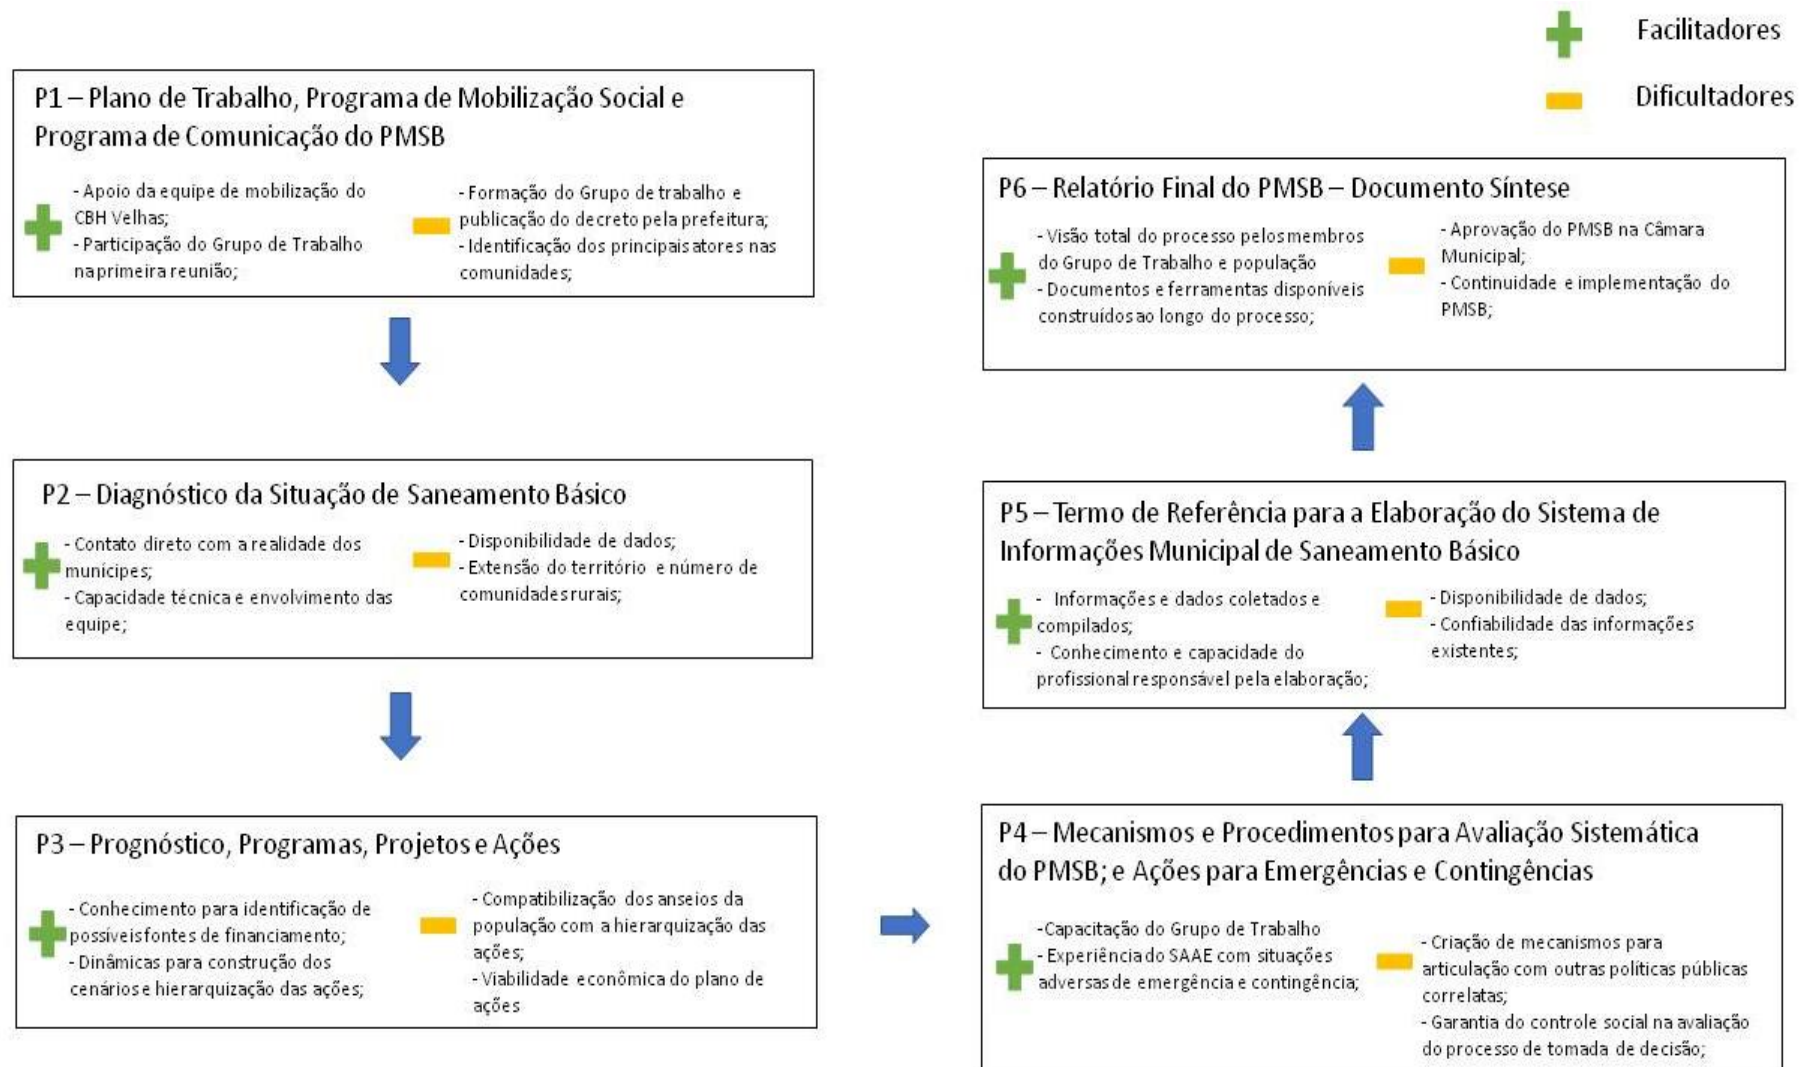 Facilitadores
Dificultadores
P1 – Plano de Trabalho, Programa de Mobilização Social e
Programa de Comunicação do PMSB
- Apoio da equipe de mobilização do
CBH Velhas;
- Participação do Grupo de Trabalho
na primeira reunião;
- Formação do Grupo de trabalho e
publicação do decreto pela prefeitura;
- Identificação dos principais atores nas
comunidades;
P2 – Diagnóstico da Situação de Saneamento Básico
- Contato direto com a realidade dos
munícipes;
- Capacidade técnica e envolvimento das
equipe;
- Disponibilidade de dados;
- Extensão do território e número de
comunidades rurais;
P3 – Prognóstico, Programas, Projetos e Ações
- Conhecimento para identificação de
possíveis fontes de financiamento;
- Dinâmicas para construção dos
cenários e hierarquização das ações;
- Compatibilização dos anseios da
população com a hierarquização das
ações;
- Viabilidade econômica do plano de
ações
P4 – Mecanismos e Procedimentos para Avaliação Sistemática
do PMSB; e Ações para Emergências e Contingências
-Capacitação do Grupo de Trabalho
- Experiência do SAAE com situações
adversas de emergência e contingência;
- Criação de mecanismos para
articulação com outras políticas públicas
correlatas;
- Garantia do controle social na avaliação
do processo de tomada de decisão;
P5 – Termo de Referência para a Elaboração do Sistema de
Informações Municipal de Saneamento Básico
- Informações e dados coletados e
compilados;
- Conhecimento e capacidade do
profissional responsável pela elaboração;
- Disponibilidade de dados;
- Confiabilidade das informações
existentes;
P6 – Relatório Final do PMSB – Documento Síntese
- Visão total do processo pelos membros
do Grupo de Trabalho e população
- Documentos e ferramentas disponíveis
construídos ao longo do processo;
- Aprovação do PMSB na Câmara
Municipal;
- Continuidade e implementação do
PMSB;